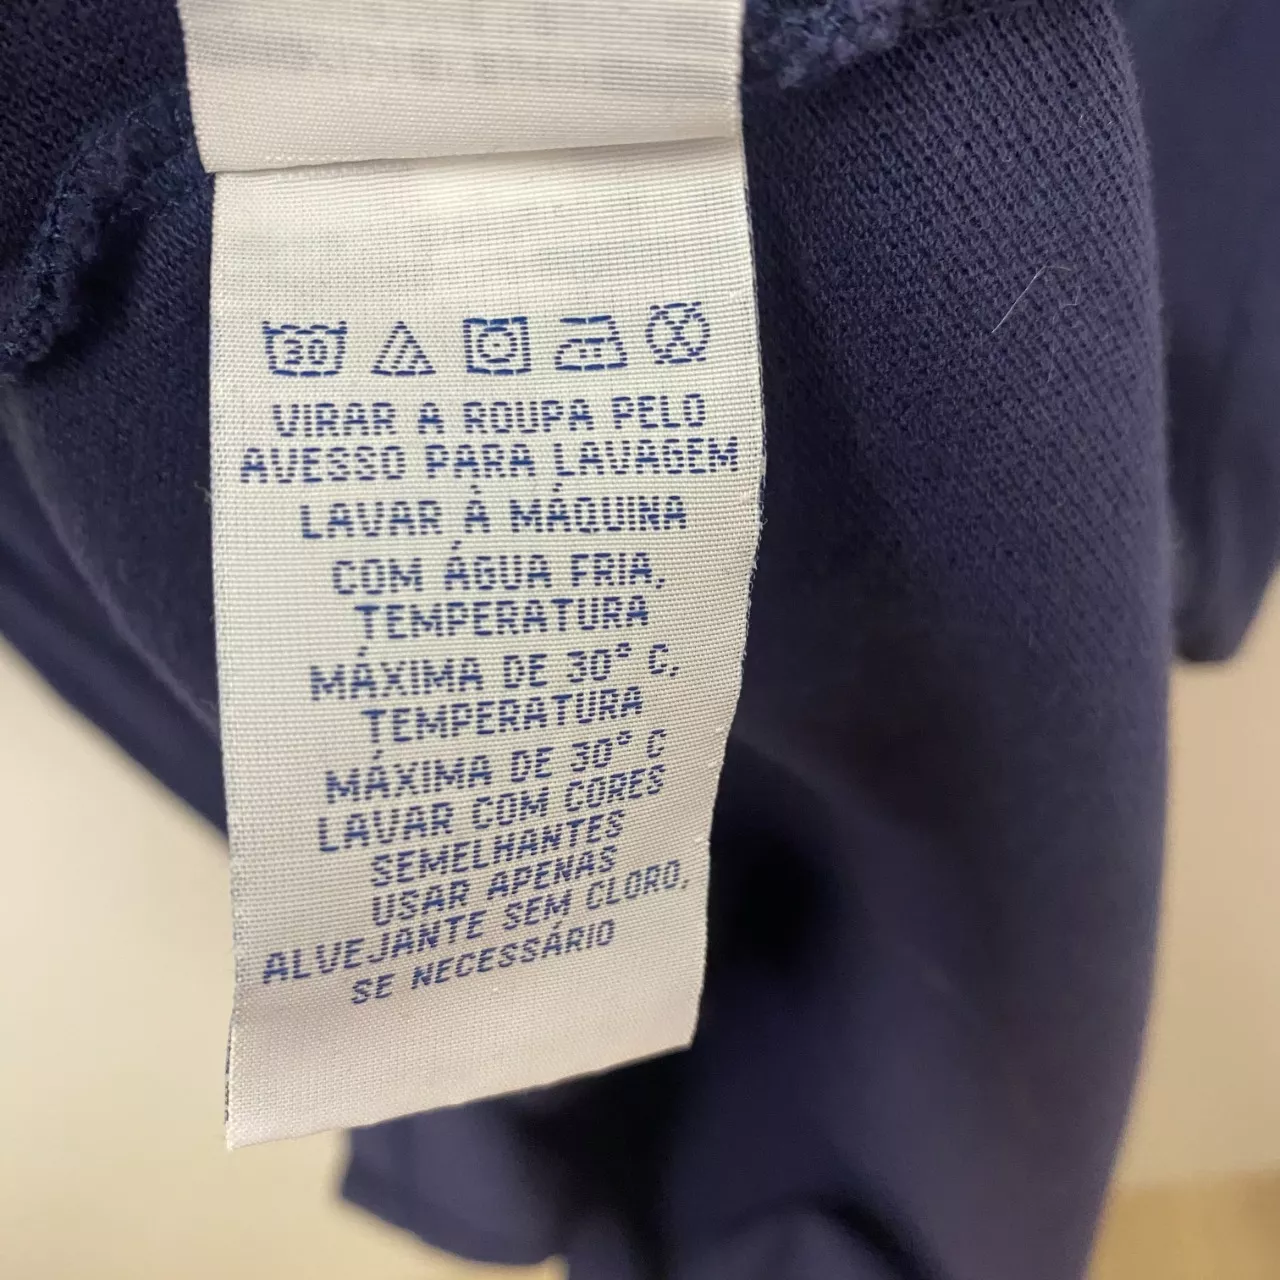 30
VIRAR A ROUPA PELO
AVESSO PARA LAVAGEM
LAVAR À MÁQUINA
COM ÁGUA FRIA,
TEMPERATURA
MÁXIMA DE 30° C,
TEMPERATURA
MÁXIMA DE 30° C
LAVAR COM CORES
SEMELHANTES
USAR APENAS
ALVEJANTE SEM CLORO,
SE NECESSÁRIO